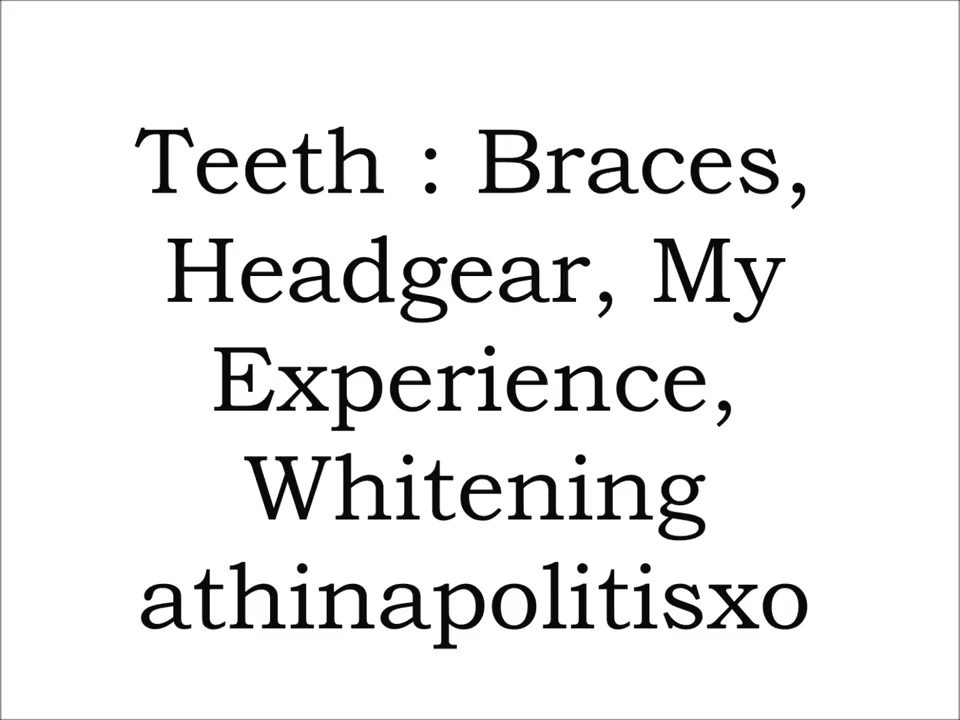 Teeth : Braces,
Headgear, My
Experience,
Whitening
athinapolitisxo